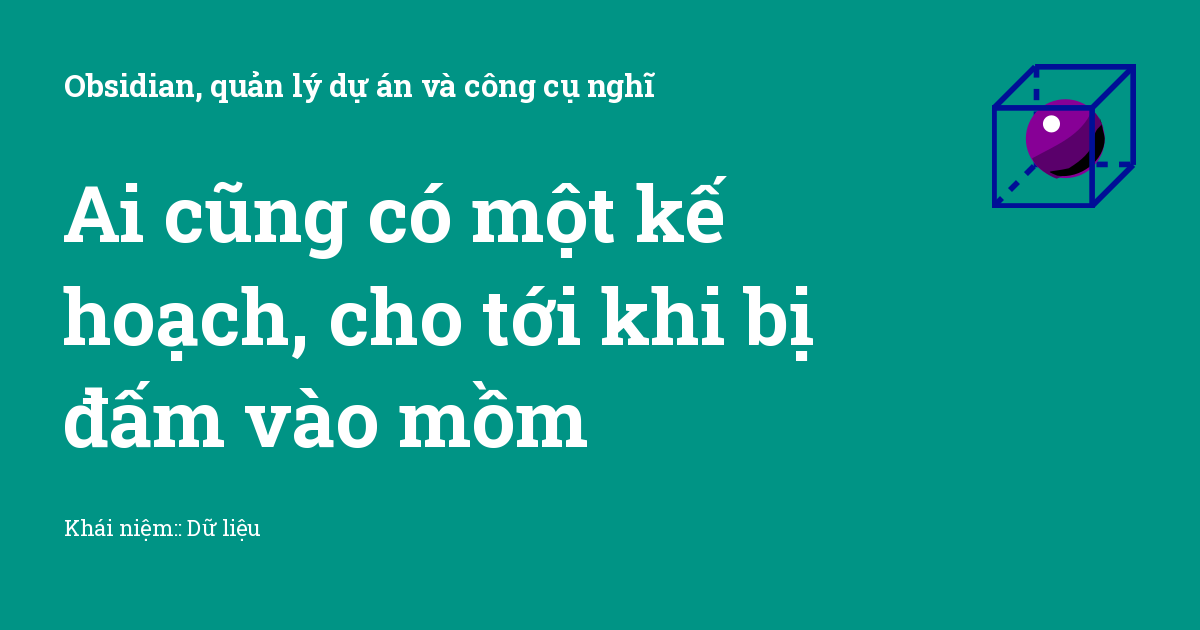 Obsidian, quản lý dự án và công cụ nghĩ
Ai cũng có một kế
hoạch, cho tới khi bị
đấm vào mồm
Khái niệm:: Dữ liệu